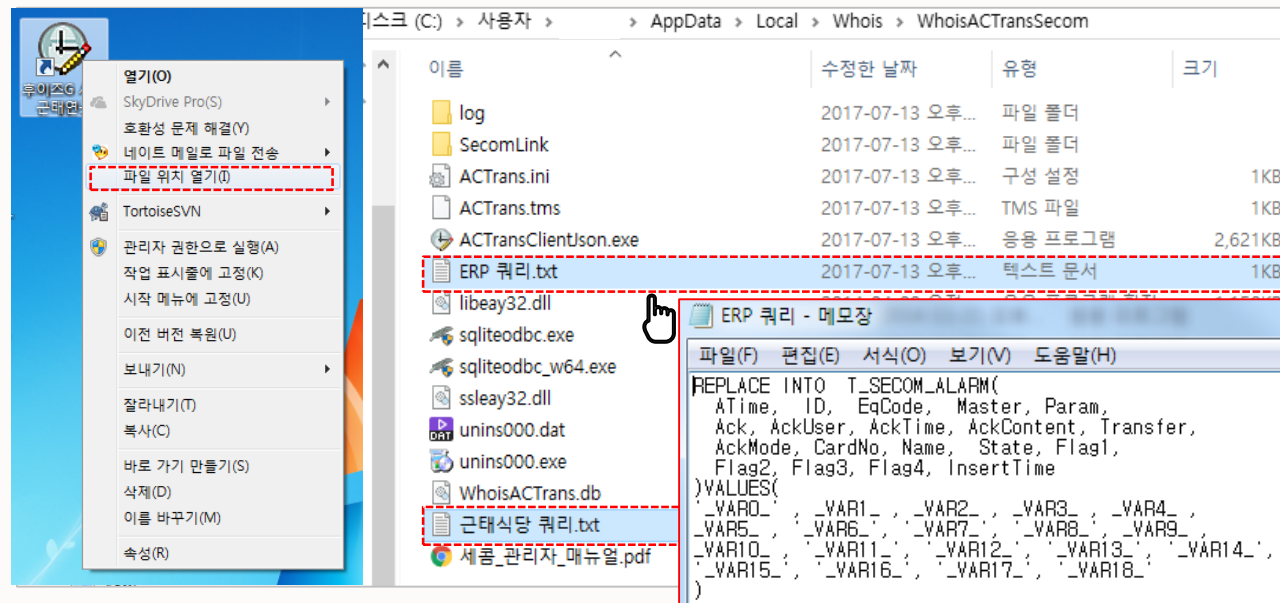 후이즈G
근태연
열기(O)
SkyDrive Pro(S)
호환성 문제 해결(Y)
네이트 메일로 파일 전송
파일 위치 열기(I)
TortoiseSVN
관리자 권한으로 실행(A)
작업 표시줄에 고정(K)
시작 메뉴에 고정(U)
이전 버전 복원(U)
보내기(N)
잘라내기(T)
복사(C)
바로 가기 만들기(S)
삭제(D)
이름 바꾸기(M)
속성(R)
디스크 (C:) > 사용자 > > AppData > Local > Whois > WhoisACTransSecom
이름 수정한 날짜 유형 크기
log 2017-07-13 오후... 파일 폴더
SecomLink 2017-07-13 오후... 파일 폴더
ACTrans.ini 2017-07-13 오후... 구성 설정 1KB
ACTrans.tms 2017-07-13 오후... TMS 파일 1KB
ACTransClientJson.exe 2017-07-13 오후... 응용 프로그램 2,621KB
ERP 쿼리.txt 2017-07-13 오후... 텍스트 문서 1KB
libeay32.dll
sqliteodbc.exe
sqliteodbc_w64.exe
ssleay32.dll
DAT unins000.dat
unins000.exe
WhoisACTrans.db
근태식당 쿼리.txt
세콤_관리자_매뉴얼.pdf
ERP 쿼리 - 메모장
파일(F) 편집(E) 서식(O) 보기(V) 도움말(H)
REPLACE INTO T_SECOM_ALARM(
ATime, ID, EqCode, Master, Param,
Ack, AckUser, AckTime, AckContent, Transfer,
AckMode, CardNo, Name, State, Flag1,
Flag2, Flag3, Flag4, InsertTime
)VALUES(
'_VAR0_' , _VAR1_ , _VAR2_ , _VAR3_ , _VAR4_ ,
_VAR5_ , '_VAR6_', '_VAR7_', '_VAR8_', _VAR9_ ,
_VAR10_ , '_VAR11_', '_VAR12_', '_VAR13_', '_VAR14_',
'_VAR15_', '_VAR16_', '_VAR17_', '_VAR18_'
)